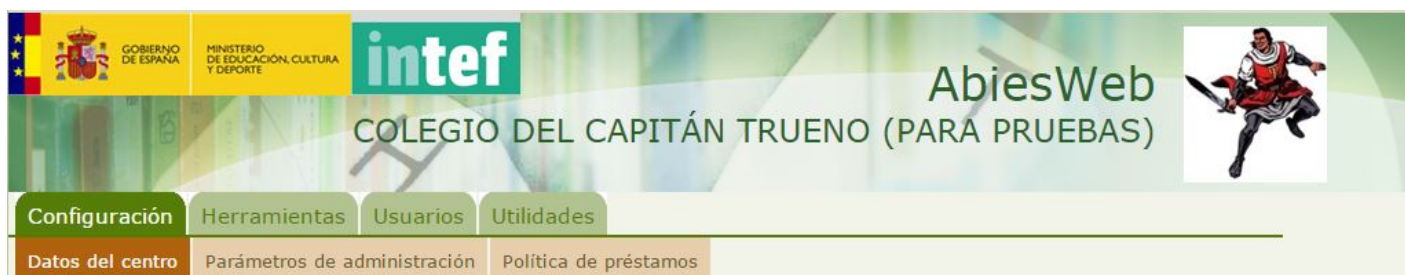 GOBIERNO
DE ESPAÑA
MINISTERIO
DE EDUCACIÓN, CULTURA
Y DEPORTE
intef
AbiesWeb
COLEGIO DEL CAPITÁN TRUENO (PARA PRUEBAS)
Configuración Herramientas Usuarios Utilidades
Datos del centro Parámetros de administración Política de préstamos